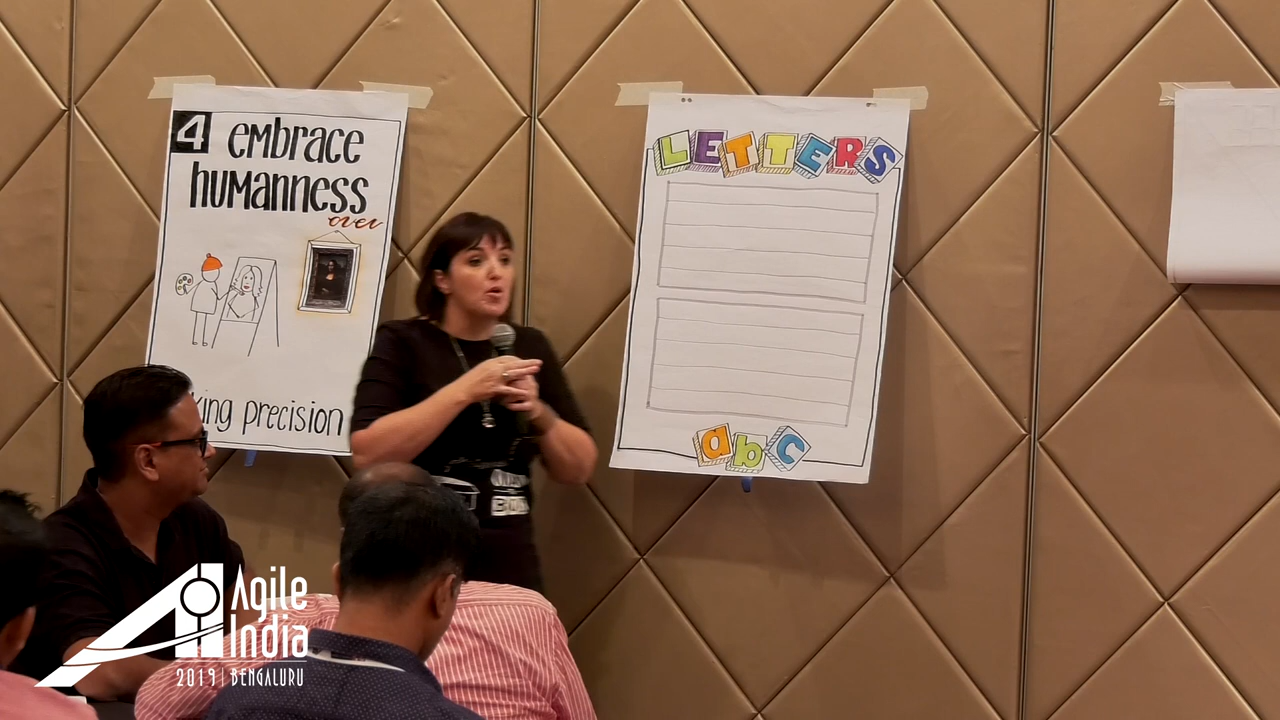 4 embrace
humanness
over
king precision
LETTERS
abc
Agile
India
2019 | BENGALURU